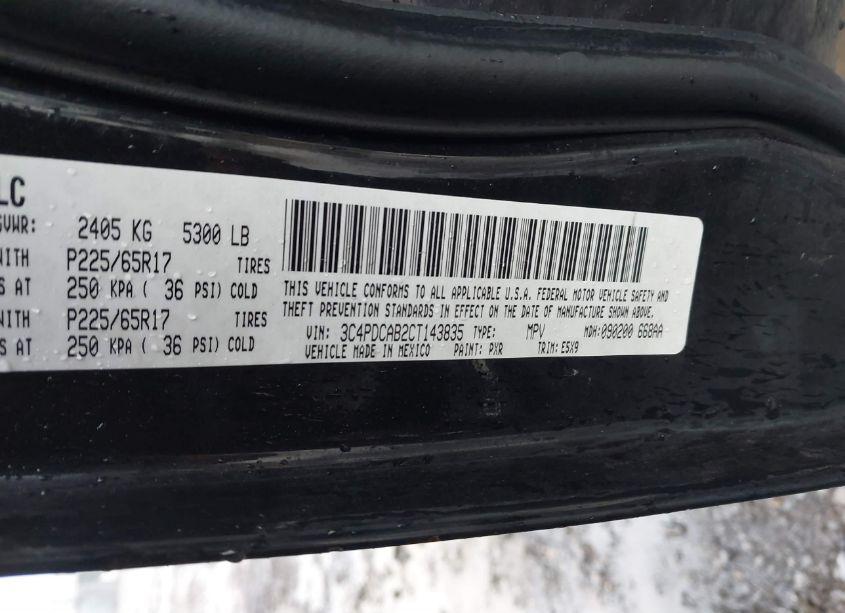 LC
GVWR: 2405 KG 5300 LB
WITH P225/65R17 TIRES
S AT 250 KPA ( 36 PSI) COLD
WITH P225/65R17 TIRES
S AT 250 KPA ( 36 PSI) COLD
THIS VEHICLE CONFORMS TO ALL APPLICABLE U.S.A. FEDERAL MOTOR VEHICLE SAFETY AND
THEFT PREVENTION STANDARDS IN EFFECT ON THE DATE OF MANUFACTURE SHOWN ABOVE.
VIN: 3C4PDCAB2CT143835 TYPE: MPV MDH: 090200 668AA
VEHICLE MADE IN MEXICO PAINT: PXR TRIM: E5X9